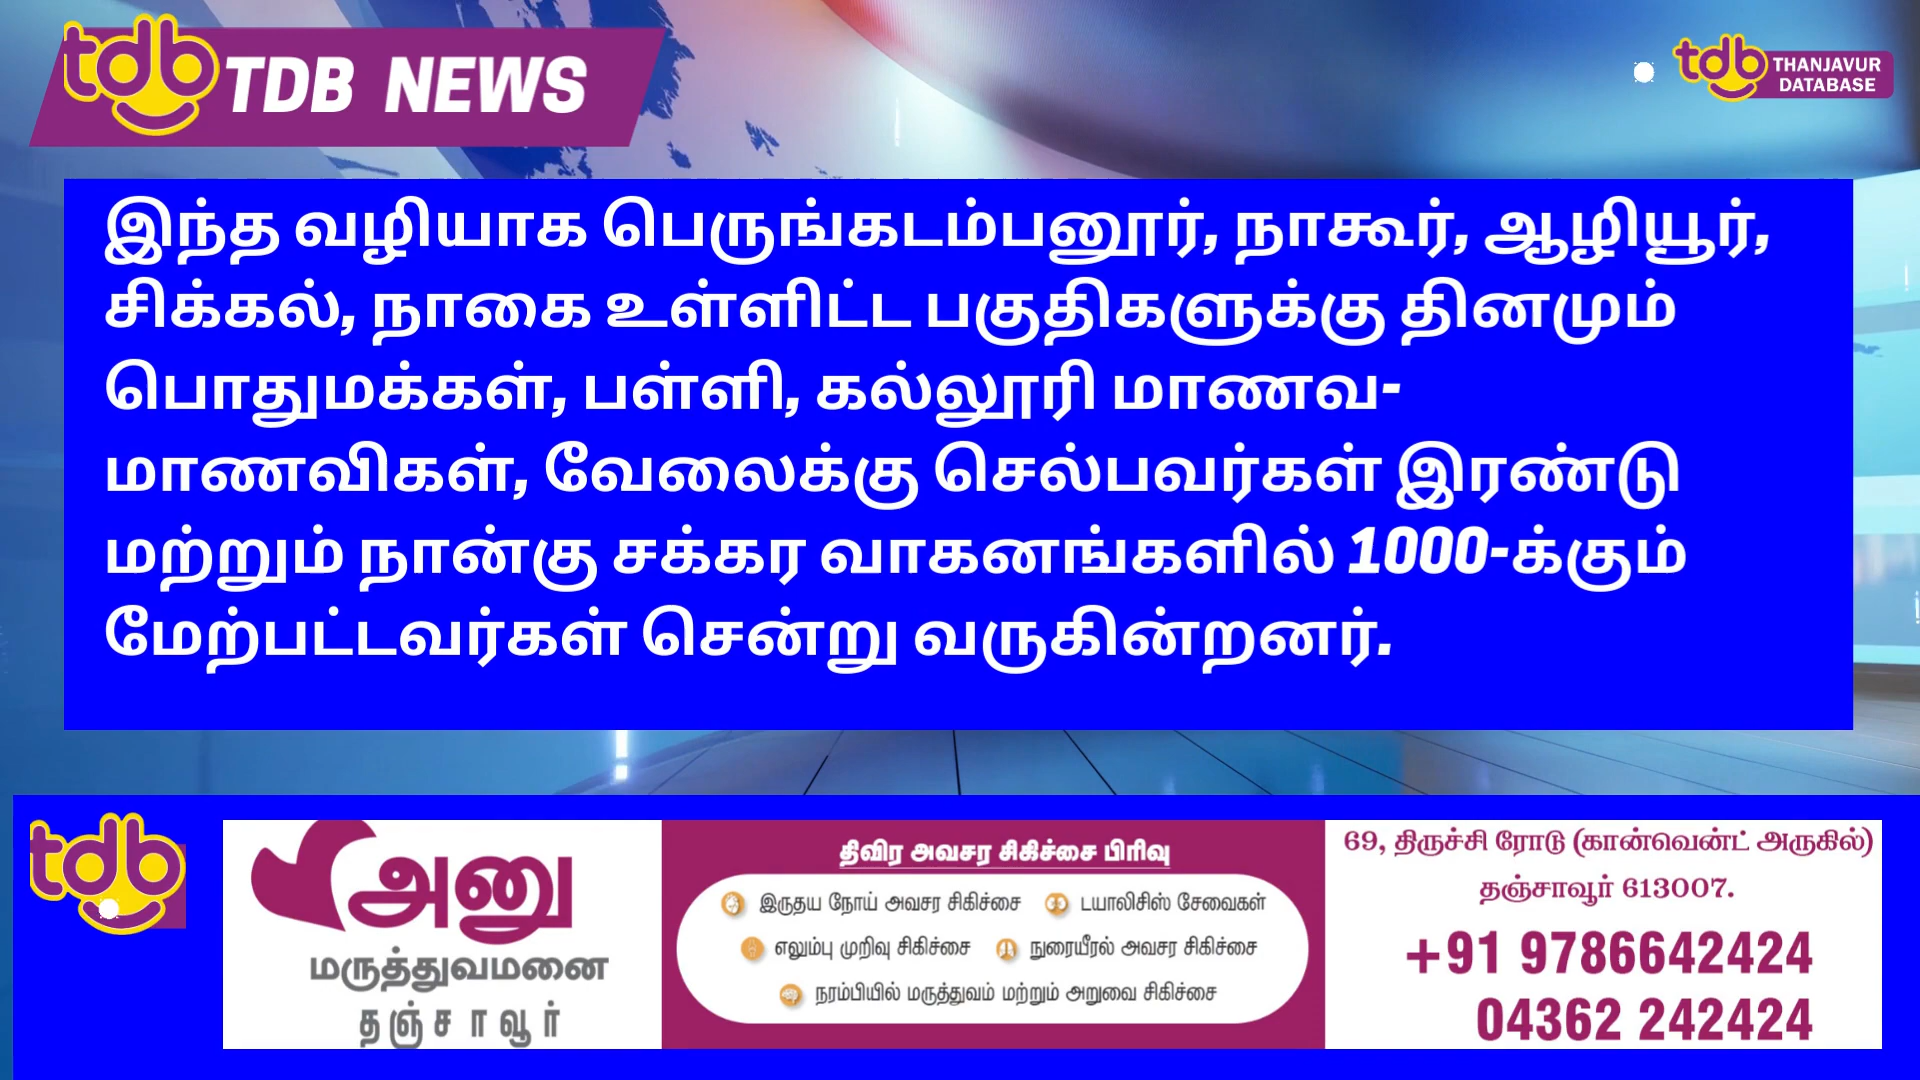 tdb TDB NEWS
tdb THANJAVUR
DATABASE
இந்த வழியாக பெருங்கடம்பனூர், நாகூர், ஆழியூர்,
சிக்கல், நாகை உள்ளிட்ட பகுதிகளுக்கு தினமும்
பொதுமக்கள், பள்ளி, கல்லூரி மாணவ-
மாணவிகள், வேலைக்கு செல்பவர்கள் இரண்டு
மற்றும் நான்கு சக்கர வாகனங்களில் 1000-க்கும்
மேற்பட்டவர்கள் சென்று வருகின்றனர்.
tdb
அனு
மருத்துவமனை
தஞ்சாவூர்
தீவிர அவசர சிகிச்சை பிரிவு
இருதய நோய் அவசர சிகிச்சை டயாலிசிஸ் சேவைகள்
எலும்பு முறிவு சிகிச்சை நுரையீரல் அவசர சிகிச்சை
நரம்பியில் மருத்துவம் மற்றும் அறுவை சிகிச்சை
69, திருச்சி ரோடு (கான்வென்ட் அருகில்)
தஞ்சாவூர் 613007.
+91 9786642424
04362 242424